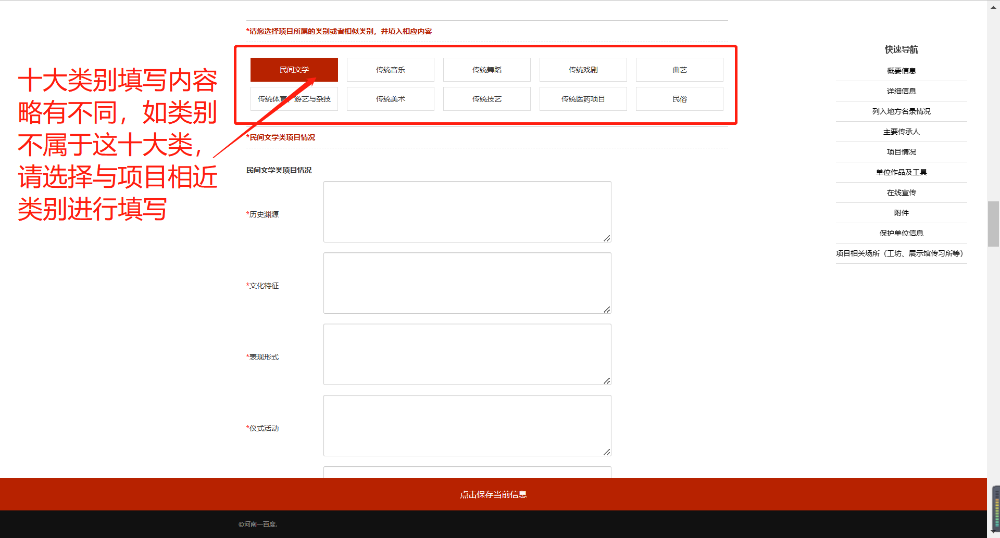 *请您选择项目所属的类别或者相似类别，并填入相应内容
民间文学
传统音乐
传统舞蹈
传统戏剧
曲艺
传统体育、游艺与杂技
传统美术
传统技艺
传统医药项目
民俗
十大类别填写内容
略有不同，如类别
不属于这十大类，
请选择与项目相近
类别进行填写
*民间文学类项目情况
民间文学类项目情况
*历史渊源
*文化特征
*表现形式
*仪式活动
快速导航
概要信息
详细信息
列入地方名录情况
主要传承人
项目情况
单位作品及工具
在线宣传
附件
保护单位信息
项目相关场所（工坊、展示馆传习所等）
点击保存当前信息
©河南一百度.